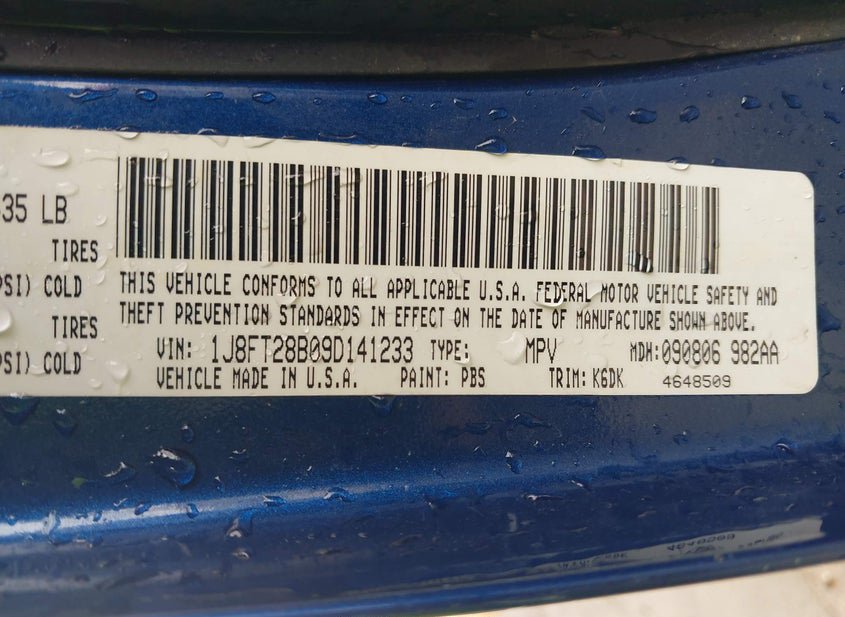 35 LB
TIRES
PSI) COLD
TIRES
PSI) COLD
THIS VEHICLE CONFORMS TO ALL APPLICABLE U.S.A. FEDERAL MOTOR VEHICLE SAFETY AND
THEFT PREVENTION STANDARDS IN EFFECT ON THE DATE OF MANUFACTURE SHOWN ABOVE.
VIN: 1J8FT28B09D141233 TYPE: MPV MDH:090806 982AA
VEHICLE MADE IN U.S.A. PAINT: PBS TRIM: K6DK 4648509